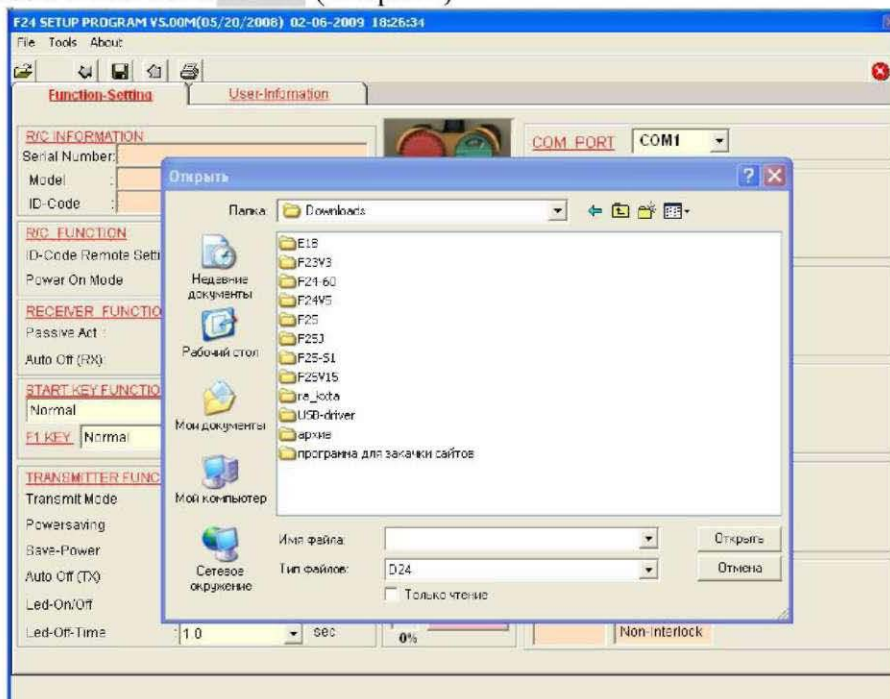 F24 SETUP PROGRAM V5.00M(05/20/2008) 02-06-2009 18:26:34
File Tools About
Function-Setting User-Infomation
R/C INFORMATION
Serial Number:
Model :
ID-Code :
COM PORT COM1
R/C FUNCTION
ID-Code Remote Setti
Power On Mode
RECEIVER FUNCTIO
Passive Act :
Auto Off (RX):
START KEY FUNCTIO
Normal
F1 KEY Normal
TRANSMITTER FUNC
Transmit Mode
Powersaving
Save-Power
Auto Off (TX)
Led-On/Off
Led-Off-Time :1.0 sec
0%
Non-Interlock
Открыть
Папка: Downloads
Недавние документы
Рабочий стол
Мои документы
Мой компьютер
Сетевое окружение
E18
F23V3
F24-60
F24V5
F25
F25J
F25-S1
F26V15
USB-driver
архив
программа для закачки сайтов
Имя файла: Открыть
Тип файлов: D24 Отмена
Только чтение